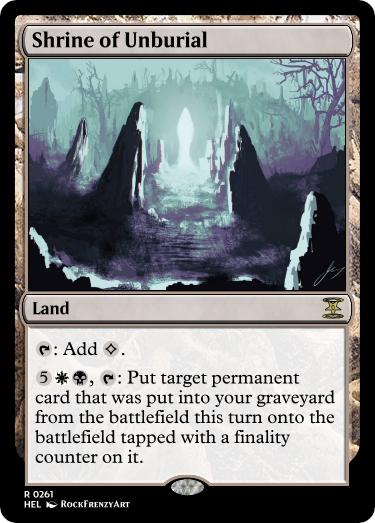 Shrine of Unburial
Land
: Add .
5, : Put target permanent
card that was put into your graveyard
from the battlefield this turn onto the
battlefield tapped with a finality
counter on it.
R 0261
HEL RockFrenzyArt